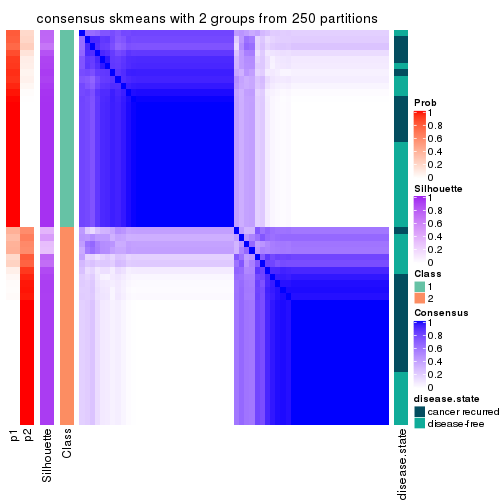 consensus skmeans with 2 groups from 250 partitions
p1
p2
Silhouette
Class
disease.state
Prob
1
0.8
0.6
0.4
0.2
0
Silhouette
1
0.8
0.6
0.4
0.2
0
Class
1
2
Consensus
1
0.8
0.6
0.4
0.2
0
disease.state
cancer recurred
disease-free